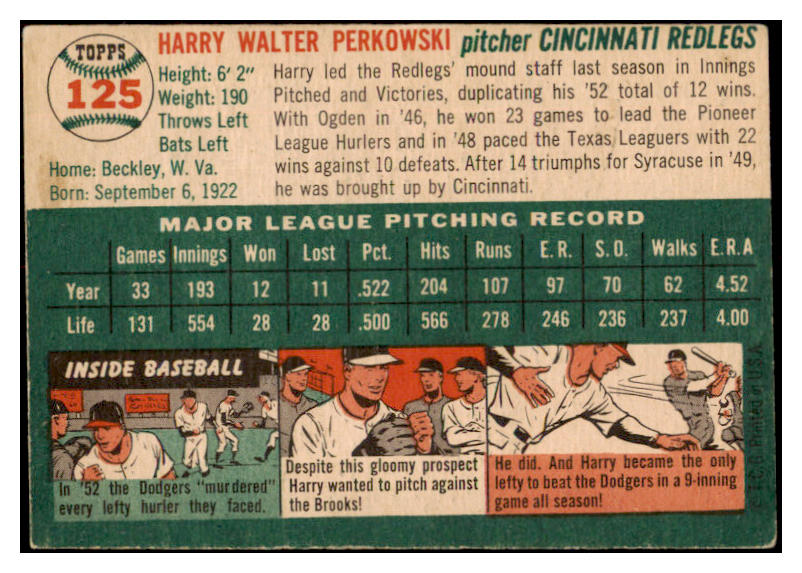 TOPPS
125
HARRY WALTER PERKOWSKI pitcher CINCINNATI REDLEGS
Height: 6' 2"
Weight: 190
Throws Left
Bats Left
Home: Beckley, W. Va.
Born: September 6, 1922
Harry led the Redlegs' mound staff last season in Innings
Pitched and Victories, duplicating his '52 total of 12 wins.
With Ogden in '46, he won 23 games to lead the Pioneer
League Hurlers and in '48 paced the Texas Leaguers with 22
wins against 10 defeats. After 14 triumphs for Syracuse in '49,
he was brought up by Cincinnati.
MAJOR LEAGUE PITCHING RECORD
Games Innings Won Lost Pct. Hits Runs E.R. S.O. Walks E.R.A
Year 33 193 12 11 .522 204 107 97 70 62 4.52
Life 131 554 28 28 .500 566 278 246 236 237 4.00
INSIDE BASEBALL
In '52 the Dodgers "murdered"
every lefty hurler they faced.
Despite this gloomy prospect
Harry wanted to pitch against
the Brooks!
He did. And Harry became the only
lefty to beat the Dodgers in a 9-inning
game all season!
T.C.G. Printed in U.S.A.